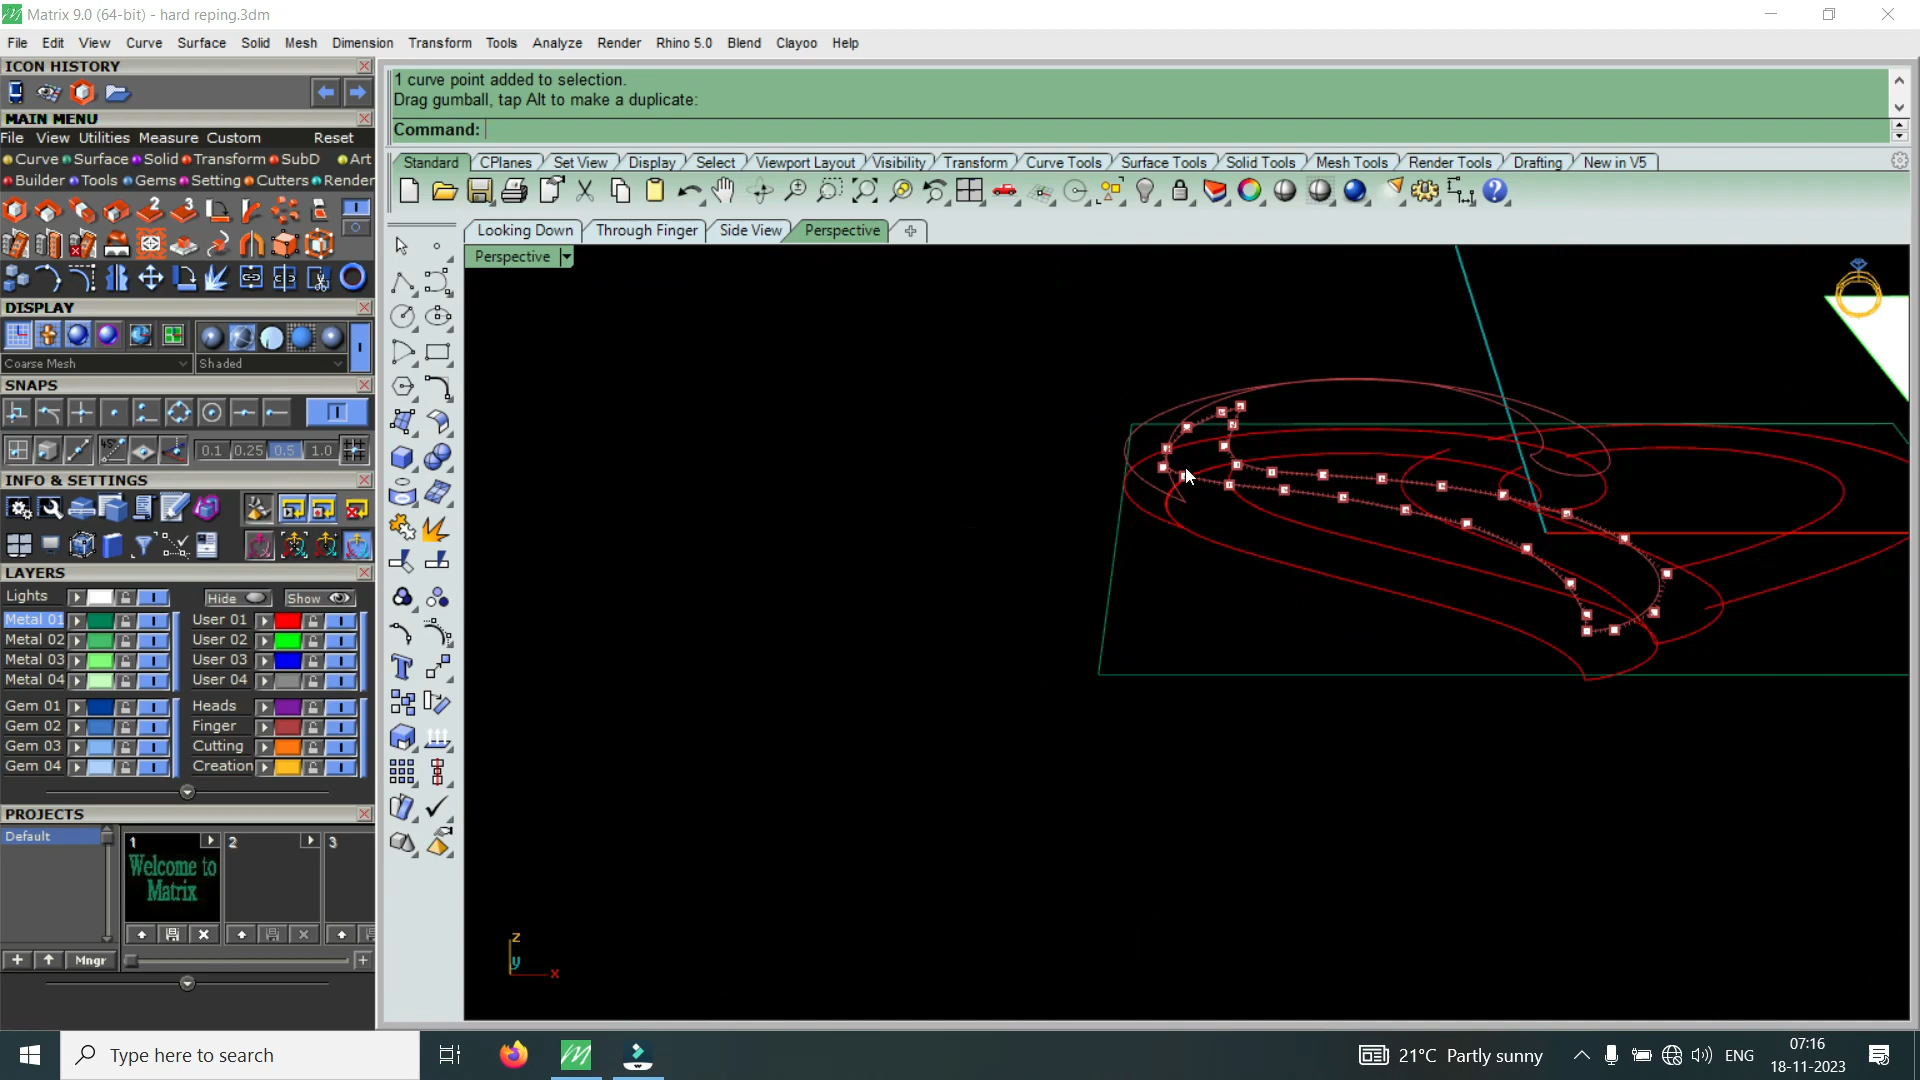 Matrix 9.0 (64-bit) - hard reping.3dm
File Edit View Curve Surface Solid Mesh Dimension Transform Tools Analyze Render Rhino 5.0 Blend Clayoo Help
ICON HISTORY
MAIN MENU
File View Utilities Measure Custom Reset
Curve Surface Solid Transform SubD Art
Builder Tools Gems Setting Cutters Render
2 3
DISPLAY
Coarse Mesh Shaded
SNAPS
0.1 0.25 0.5 1.0
INFO & SETTINGS
LAYERS
Lights Hide Show
Metal 01 User 01
Metal 02 User 02
Metal 03 User 03
Metal 04 User 04
Gem 01 Heads
Gem 02 Finger
Gem 03 Cutting
Gem 04 Creation
PROJECTS
Default
1 2 3
Welcome to
Matrix
Mngr
1 curve point added to selection.
Drag gumball, tap Alt to make a duplicate:
Command:
Standard CPlanes Set View Display Select Viewport Layout Visibility Transform Curve Tools Surface Tools Solid Tools Mesh Tools Render Tools Drafting New in V5
Looking Down Through Finger Side View Perspective
Perspective
z
y
x
Type here to search
21°C Partly sunny
ENG
07:16
18-11-2023